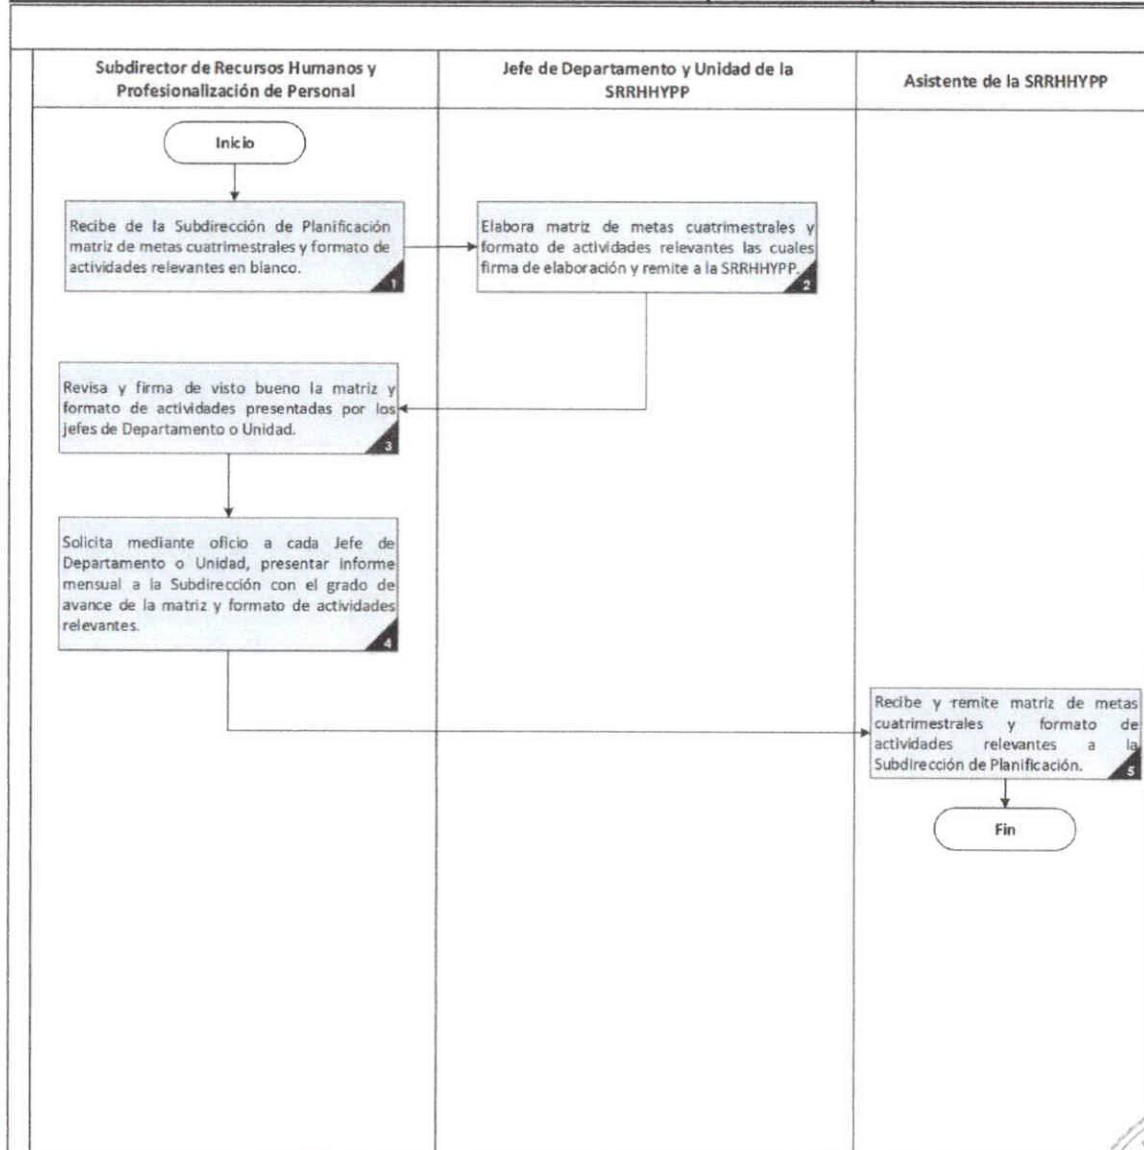 Subdirector de Recursos Humanos y
Profesionalización de Personal
Jefe de Departamento y Unidad de la
SRRHHYPP
Asistente de la SRRHHYPP
Inicio
Recibe de la Subdirección de Planificación
matriz de metas cuatrimestrales y formato de
actividades relevantes en blanco.
1
Elabora matriz de metas cuatrimestrales y
formato de actividades relevantes las cuales
firma de elaboración y remite a la SRRHHYPP.
2
Revisa y firma de visto bueno la matriz y
formato de actividades presentadas por los
jefes de Departamento o Unidad.
3
Solicita mediante oficio a cada Jefe de
Departamento o Unidad, presentar informe
mensual a la Subdirección con el grado de
avance de la matriz y formato de actividades
relevantes.
4
Recibe y remite matriz de metas
cuatrimestrales y formato de
actividades relevantes a la
Subdirección de Planificación.
5
Fin